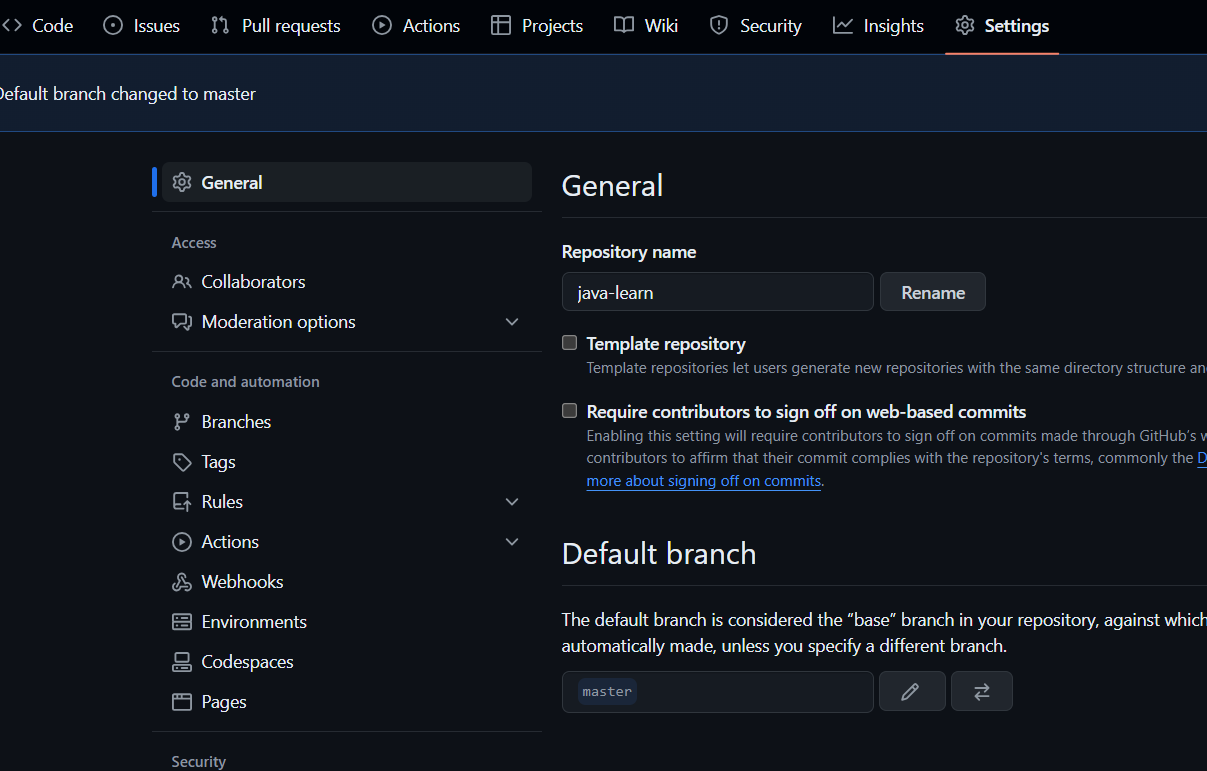 Code Issues Pull requests Actions Projects Wiki Security Insights Settings
Default branch changed to master
General
Access
Collaborators
Moderation options
Code and automation
Branches
Tags
Rules
Actions
Webhooks
Environments
Codespaces
Pages
Security
General
Repository name
java-learn Rename
Template repository
Template repositories let users generate new repositories with the same directory structure an
Require contributors to sign off on web-based commits
Enabling this setting will require contributors to sign off on commits made through GitHub's w
contributors to affirm that their commit complies with the repository's terms, commonly the D
more about signing off on commits.
Default branch
The default branch is considered the “base” branch in your repository, against which
automatically made, unless you specify a different branch.
master